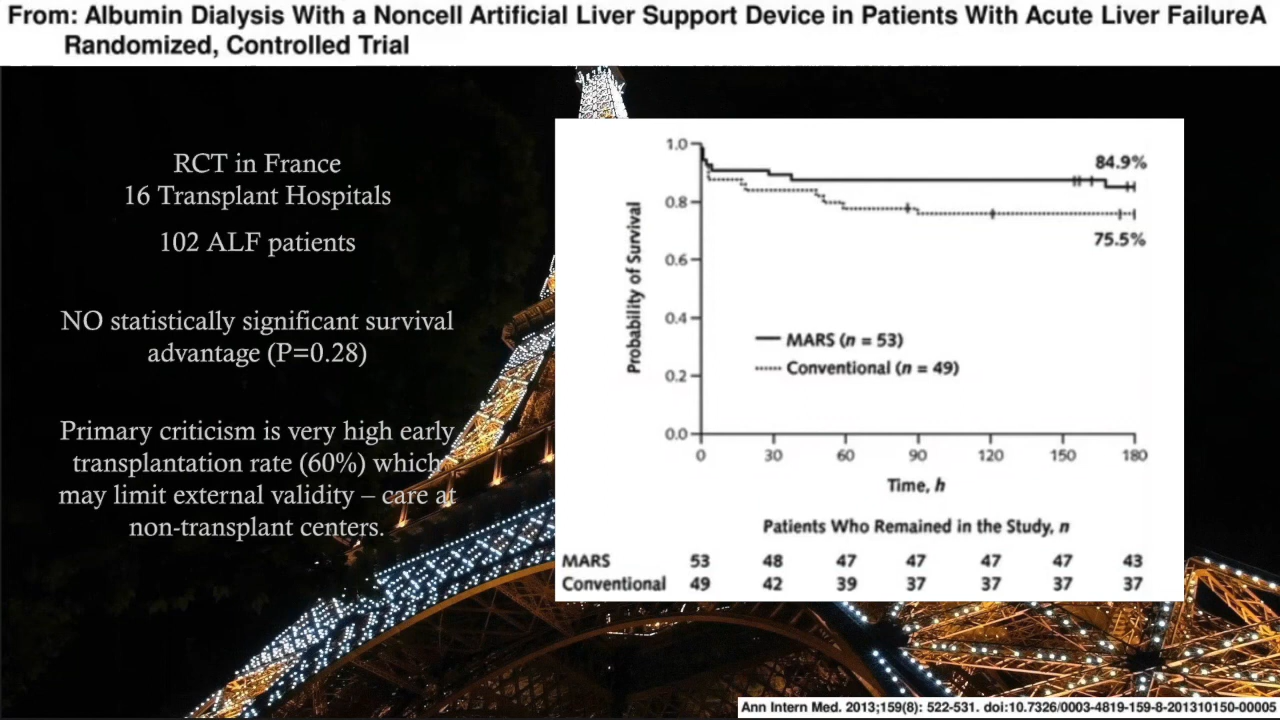 From: Albumin Dialysis With a Noncell Artificial Liver Support Device in Patients With Acute Liver FailureA
Randomized, Controlled Trial
RCT in France
16 Transplant Hospitals
102 ALF patients
NO statistically significant survival
advantage (P=0.28)
Primary criticism is very high early
transplantation rate (60%) which
may limit external validity – care at
non-transplant centers.
Probability of Survival
1.0
0.8
0.6
0.4
0.2
0.0
84.9%
75.5%
MARS (n = 53)
Conventional (n = 49)
0 30 60 90 120 150 180
Time, h
Patients Who Remained in the Study, n
MARS 53 48 47 47 47 47 43
Conventional 49 42 39 37 37 37 37
Ann Intern Med. 2013;159(8): 522-531. doi:10.7326/0003-4819-159-8-201310150-00005